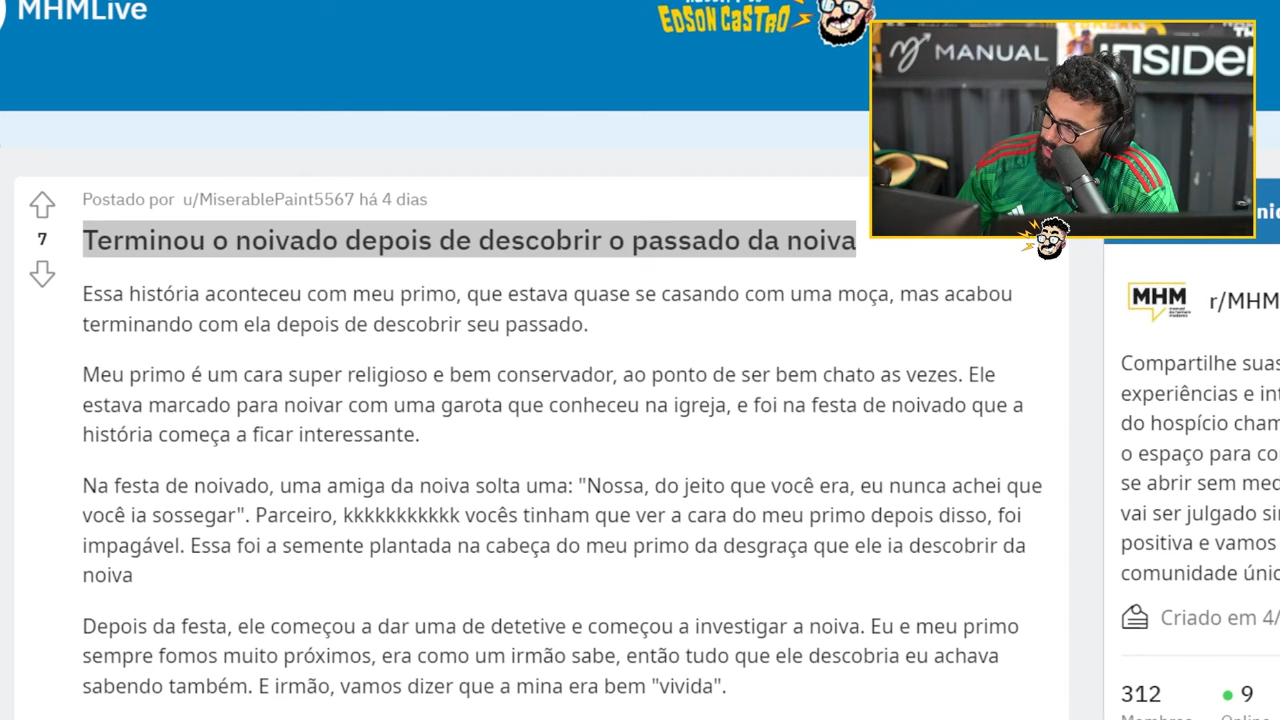 MHMLive
EDSON CASTRO
MANUAL
INSIDER
Postado por u/MiserablePaint5567 há 4 dias
7
Terminou o noivado depois de descobrir o passado da noiva
Essa história aconteceu com meu primo, que estava quase se casando com uma moça, mas acabou
terminando com ela depois de descobrir seu passado.
Meu primo é um cara super religioso e bem conservador, ao ponto de ser bem chato as vezes. Ele
estava marcado para noivar com uma garota que conheceu na igreja, e foi na festa de noivado que a
história começa a ficar interessante.
Na festa de noivado, uma amiga da noiva solta uma: "Nossa, do jeito que você era, eu nunca achei que
você ia sossegar". Parceiro, kkkkkkkkkkk vocês tinham que ver a cara do meu primo depois disso, foi
impagável. Essa foi a semente plantada na cabeça do meu primo da desgraça que ele ia descobrir da
noiva
Depois da festa, ele começou a dar uma de detetive e começou a investigar a noiva. Eu e meu primo
sempre fomos muito próximos, era como um irmão sabe, então tudo que ele descobria eu achava
sabendo também. E irmão, vamos dizer que a mina era bem "vivida".
MHM
r/MHM
Compartilhe suas
experiências e int
do hospício cham
o espaço para co
se abrir sem med
vai ser julgado si
positiva e vamos
comunidade únic
Criado em 4/
312
9